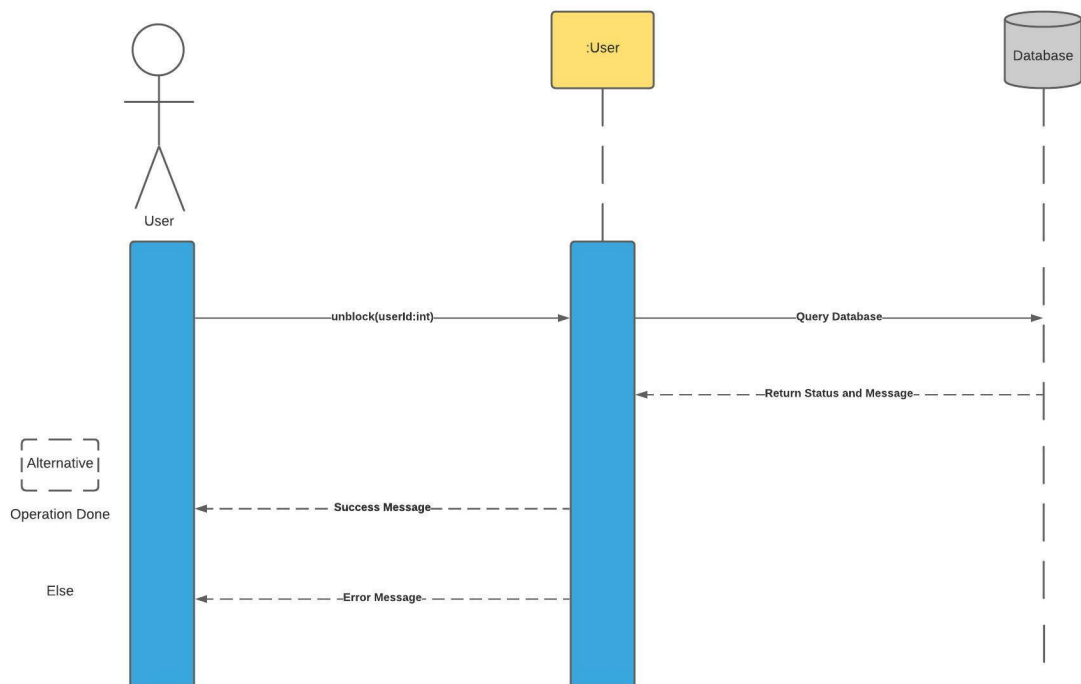 :User
Database
User
unblock(userId:int)
Query Database
Return Status and Message
Alternative
Operation Done
Success Message
Else
Error Message